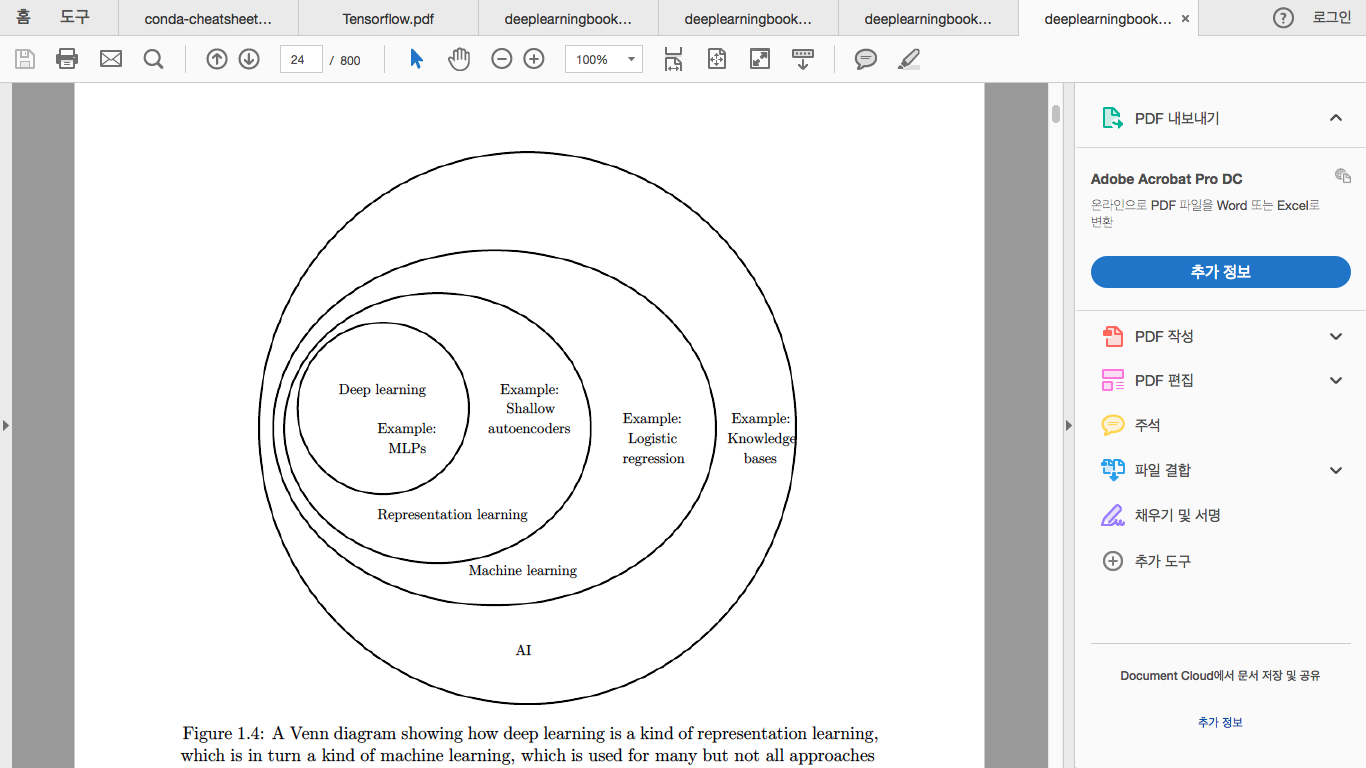 홈 도구 conda-cheatsheet... Tensorflow.pdf deeplearningbook... deeplearningbook... deeplearningbook... deeplearningbook... × ? 로그인
24 / 800 100%
Deep learning
Example:
MLPs
Example:
Shallow
autoencoders
Example:
Logistic
regression
Example:
Knowledge
bases
Representation learning
Machine learning
AI
Figure 1.4: A Venn diagram showing how deep learning is a kind of representation learning,
which is in turn a kind of machine learning, which is used for many but not all approaches
PDF 내보내기
Adobe Acrobat Pro DC
온라인으로 PDF 파일을 Word 또는 Excel로
변환
추가 정보
PDF 작성
PDF 편집
주석
파일 결합
채우기 및 서명
추가 도구
Document Cloud에서 문서 저장 및 공유
추가 정보